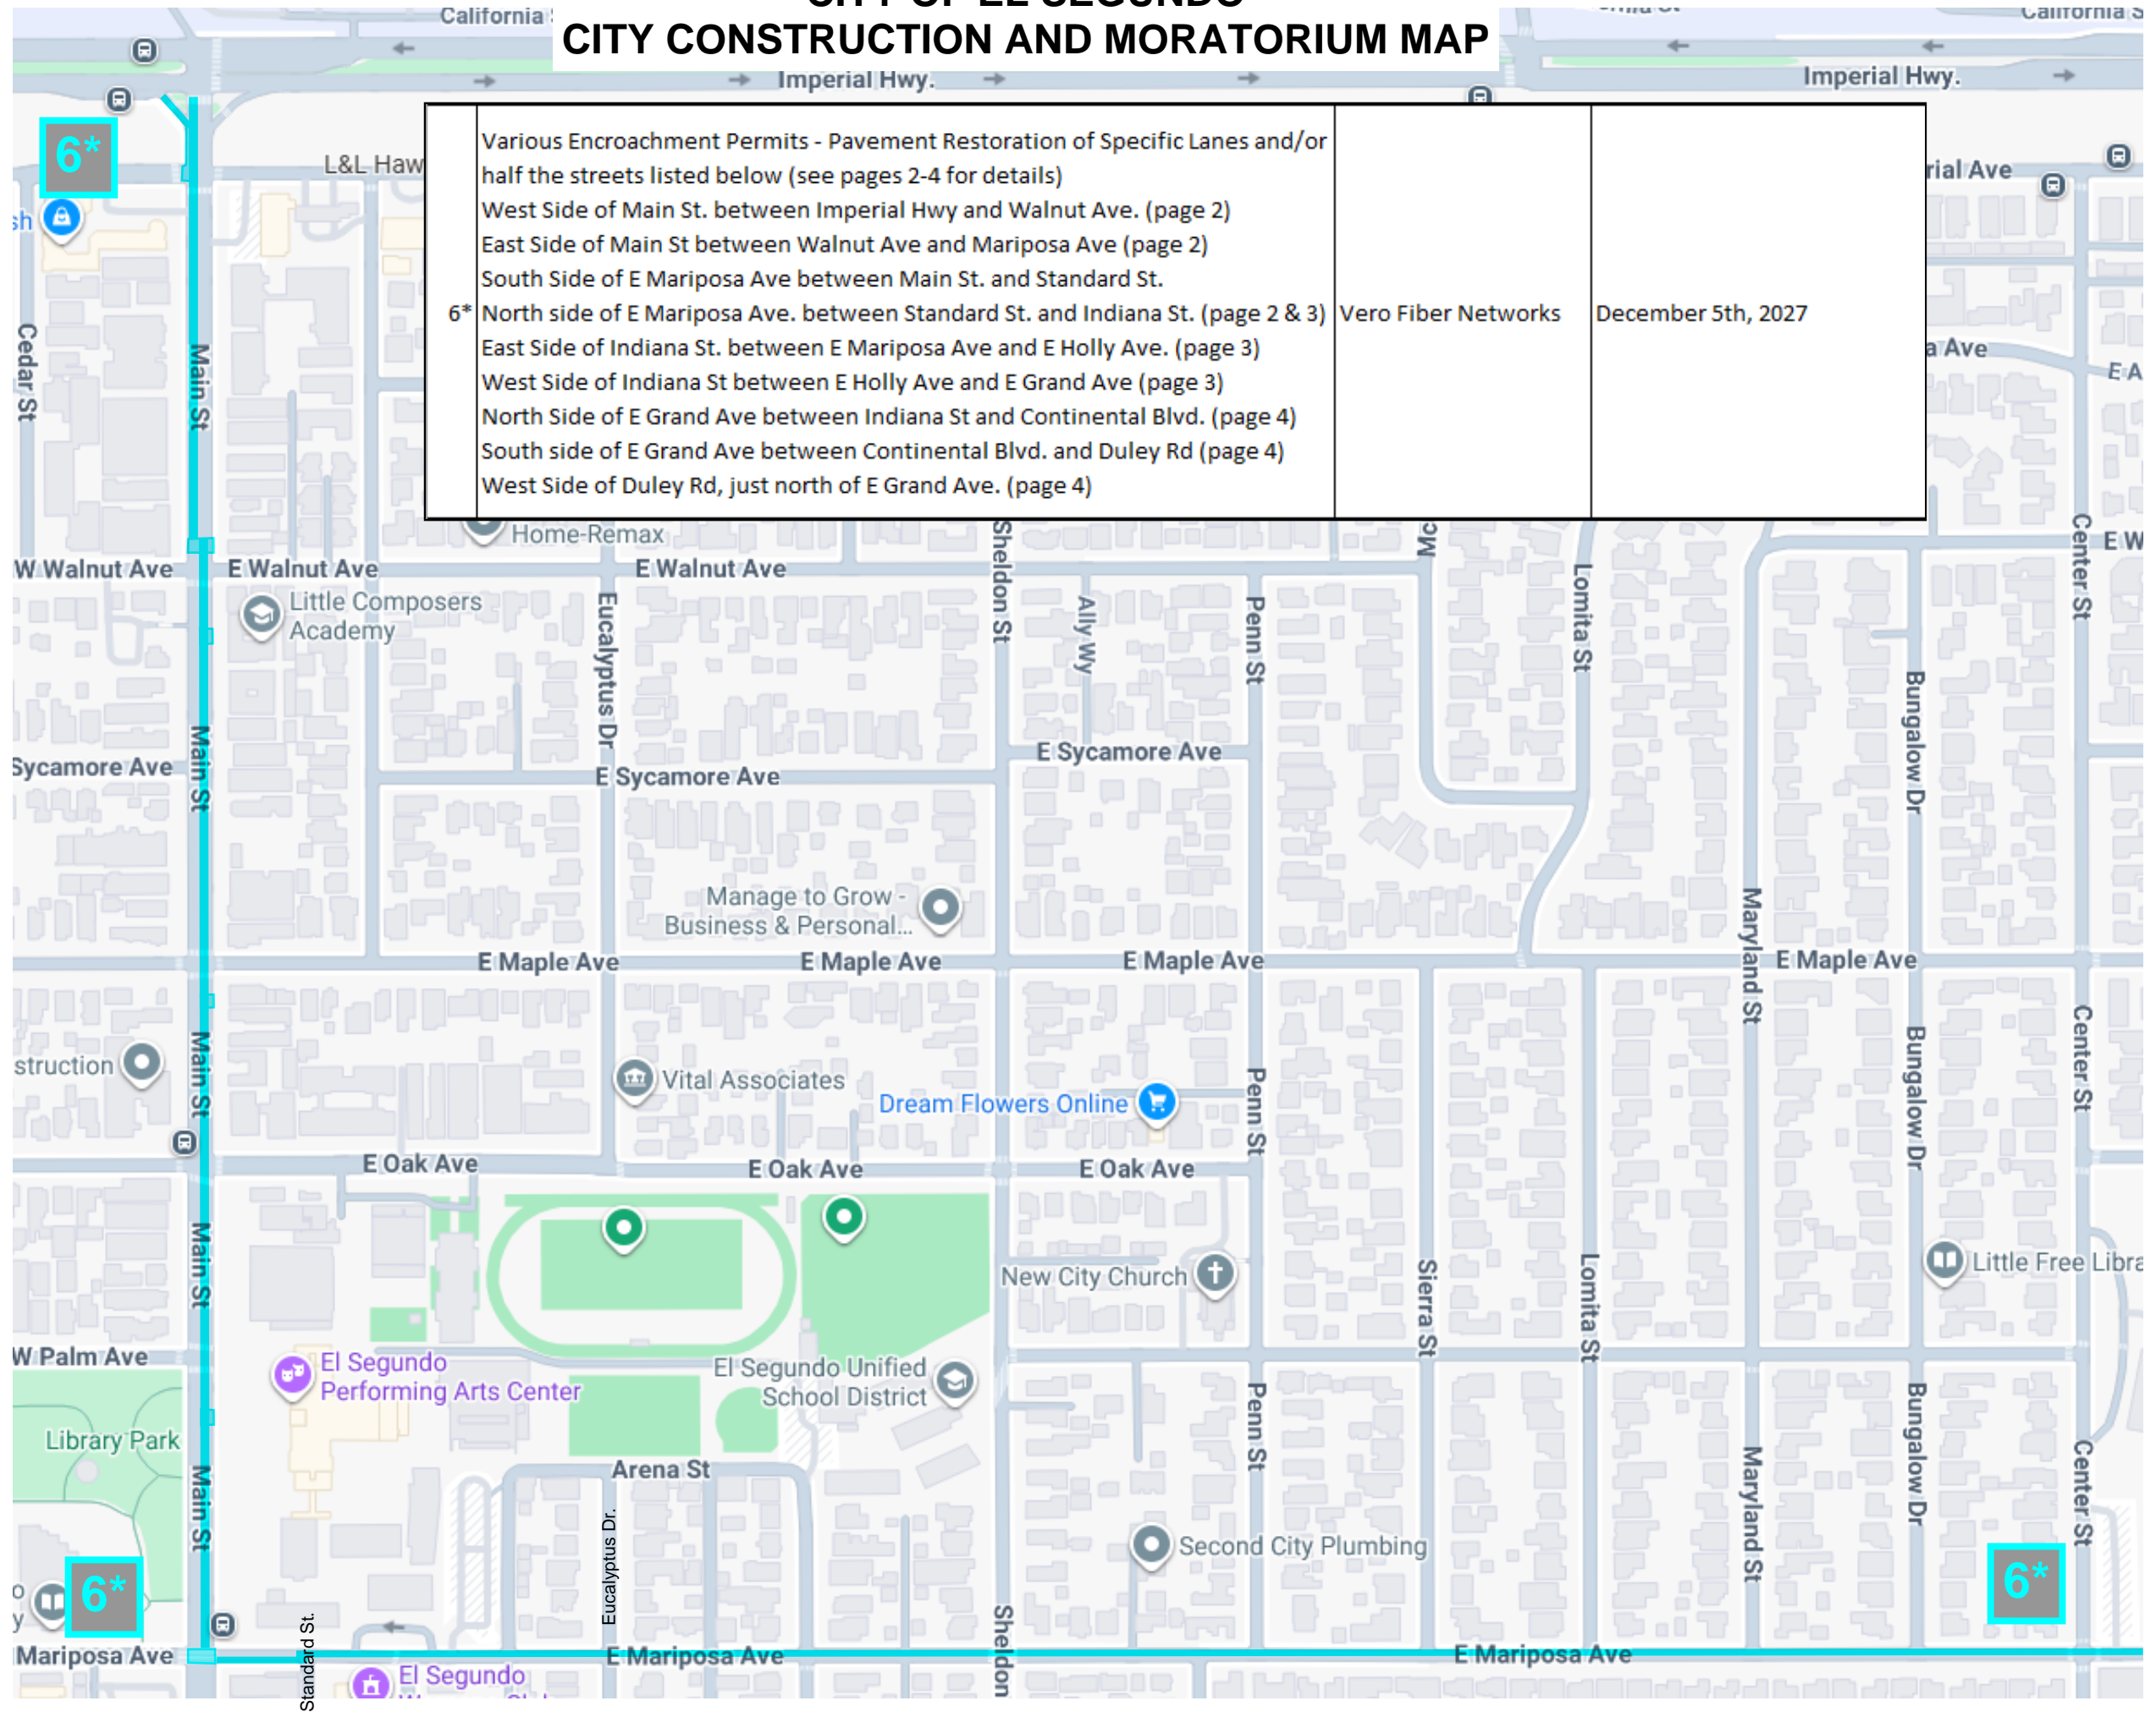 CITY OF EL SEGUNDO
CITY CONSTRUCTION AND MORATORIUM MAP
California
California S
Imperial Hwy.
Imperial Hwy.
6*
L&L Haw
rial Ave
sh
Various Encroachment Permits - Pavement Restoration of Specific Lanes and/or
half the streets listed below (see pages 2-4 for details)
West Side of Main St. between Imperial Hwy and Walnut Ave. (page 2)
East Side of Main St between Walnut Ave and Mariposa Ave (page 2)
South Side of E Mariposa Ave between Main St. and Standard St.
6* North side of E Mariposa Ave. between Standard St. and Indiana St. (page 2 & 3) Vero Fiber Networks December 5th, 2027
East Side of Indiana St. between E Mariposa Ave and E Holly Ave. (page 3)
West Side of Indiana St between E Holly Ave and E Grand Ave (page 3)
North Side of E Grand Ave between Indiana St and Continental Blvd. (page 4)
South side of E Grand Ave between Continental Blvd. and Duley Rd (page 4)
West Side of Duley Rd, just north of E Grand Ave. (page 4)
Cedar St
Main St
a Ave
E A
Home-Remax
Sheldon St
Mc
Lomita St
Center St
E W
W Walnut Ave
E Walnut Ave
E Walnut Ave
Little Composers
Academy
Eucalyptus Dr
Ally Wy
Penn St
Bungalow Dr
Main St
Sycamore Ave
E Sycamore Ave
E Sycamore Ave
Manage to Grow -
Business & Personal...
Maryland St
E Maple Ave
E Maple Ave
E Maple Ave
E Maple Ave
Main St
struction
Vital Associates
Dream Flowers Online
Penn St
Bungalow Dr
Center St
E Oak Ave
E Oak Ave
E Oak Ave
Main St
New City Church
Sierra St
Lomita St
Little Free Libra
W Palm Ave
El Segundo
Performing Arts Center
El Segundo Unified
School District
Library Park
Main St
Arena St
Penn St
Maryland St
Bungalow Dr
Center St
Eucalyptus Dr.
Second City Plumbing
6*
6*
o
y
Standard St.
Sheldon
Mariposa Ave
E Mariposa Ave
E Mariposa Ave
El Segundo